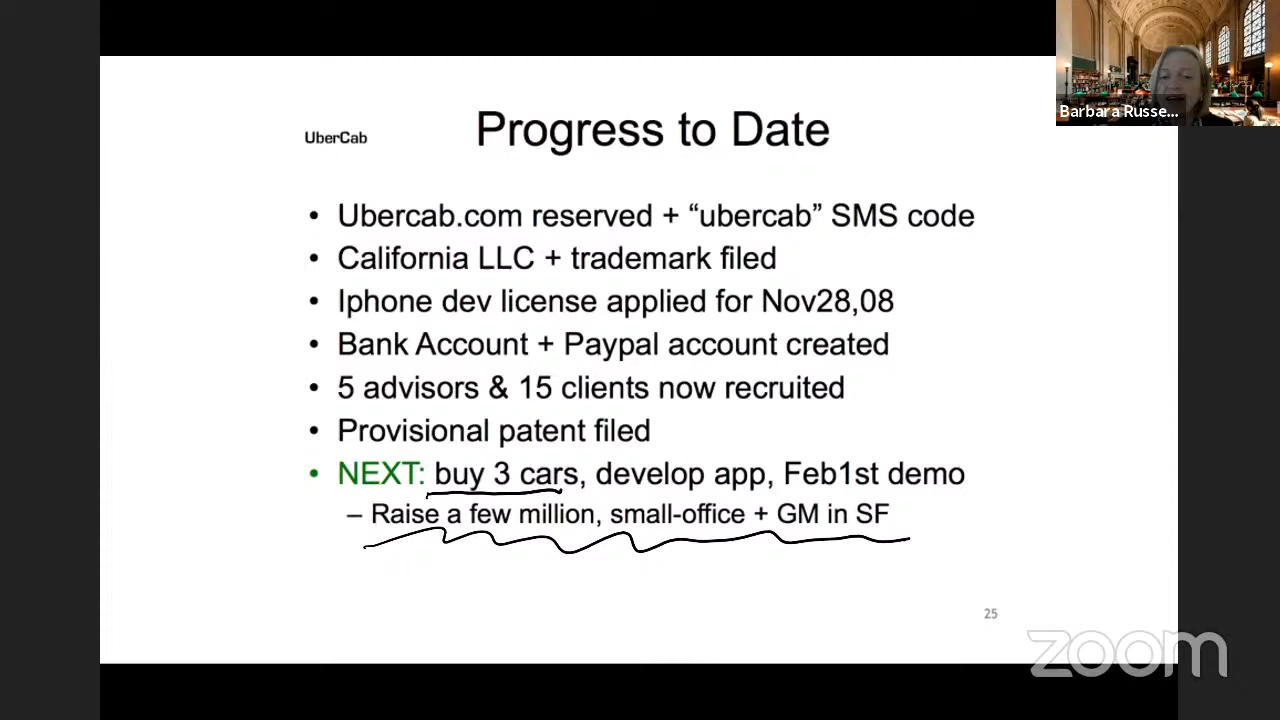 Barbara Russe...
UberCab
Progress to Date
• Ubercab.com reserved + “ubercab” SMS code
• California LLC + trademark filed
• Iphone dev license applied for Nov28,08
• Bank Account + Paypal account created
• 5 advisors & 15 clients now recruited
• Provisional patent filed
• NEXT: buy 3 cars, develop app, Feb1st demo
– Raise a few million, small-office + GM in SF
25
zoom